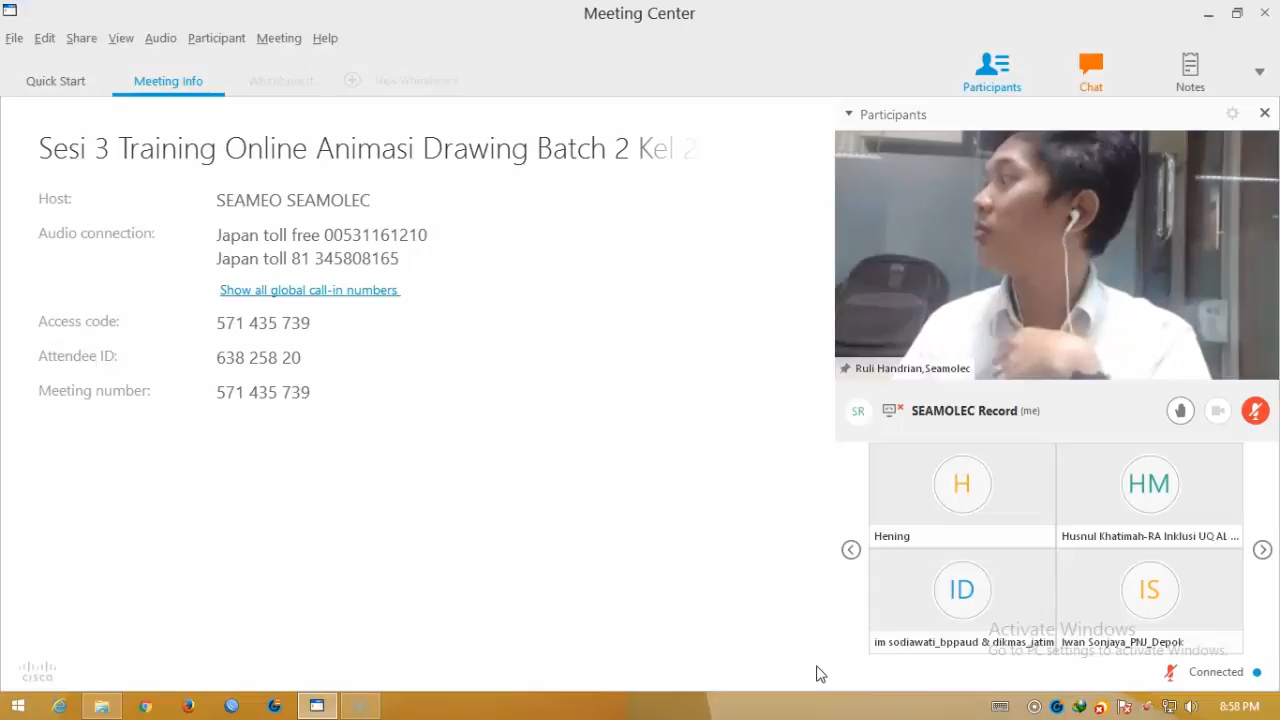 Meeting Center
File Edit Share View Audio Participant Meeting Help
Quick Start Meeting Info Whiteboard New Whiteboard
Participants Chat Notes
Participants
Sesi 3 Training Online Animasi Drawing Batch 2 Kel 2
Host: SEAMEO SEAMOLEC
Audio connection: Japan toll free 00531161210
Japan toll 81 345808165
Show all global call-in numbers
Access code: 571 435 739
Attendee ID: 638 258 20
Meeting number: 571 435 739
Ruli Handrian,Seamolec
SR SEAMOLEC Record (me)
H HM
Hening Husnul Khatimah-RA Inklusi UQ AL ...
ID IS
Activate Windows
im sodiawati_bppaud & dikmas_jatim Iwan Sonjaya_PNJ_Depok
Go to PC settings to activate Windows.
Connected
cisco
8:58 PM